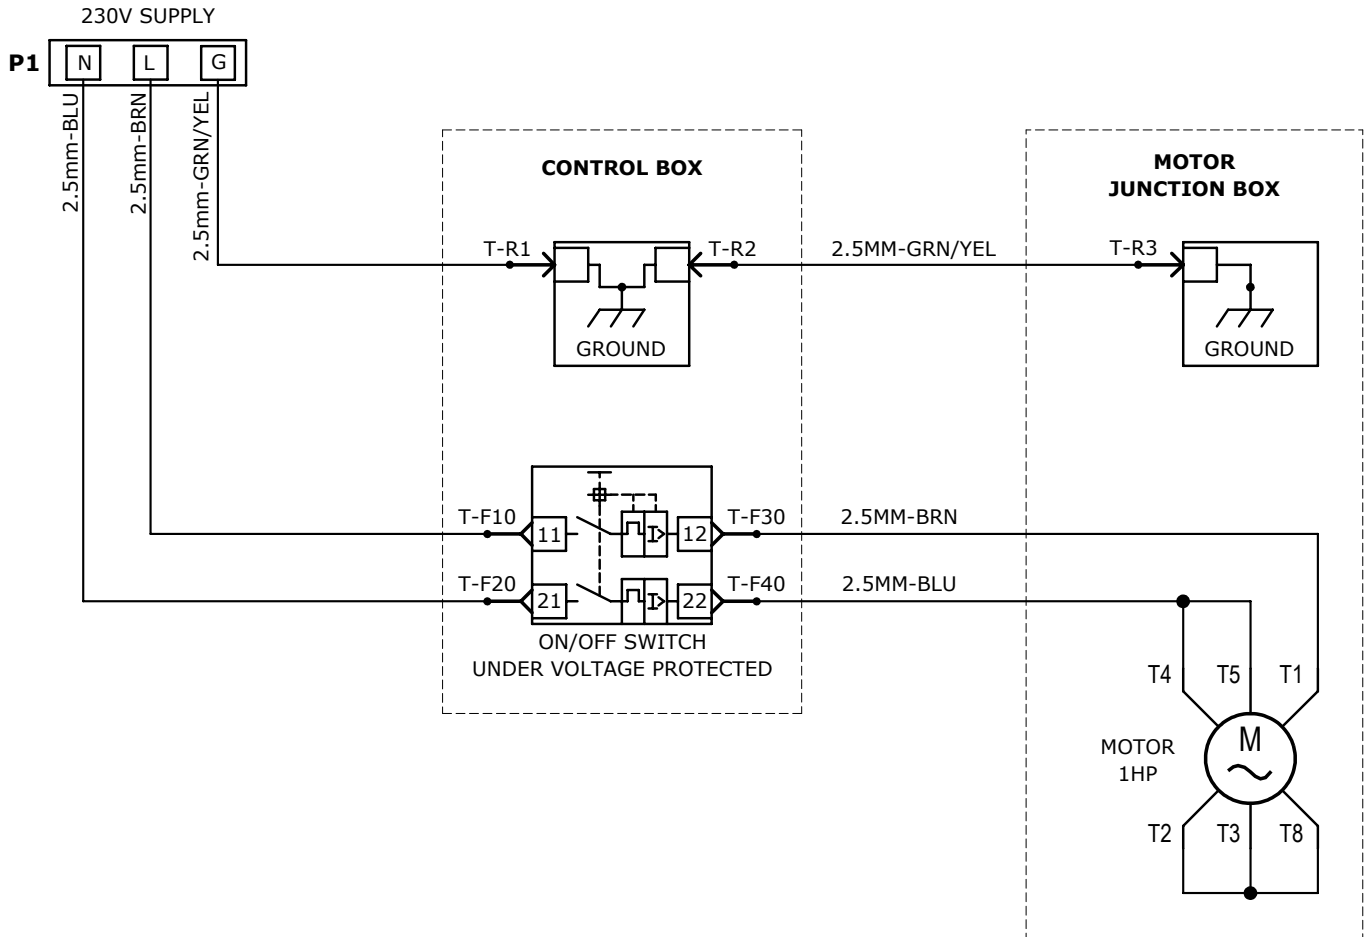 230V SUPPLY
P1
N
L
G
2.5mm-BLU
2.5mm-BRN
2.5mm-GRN/YEL
CONTROL BOX
MOTOR
JUNCTION BOX
T-R1
T-R2
2.5MM-GRN/YEL
T-R3
GROUND
GROUND
T-F10
11
I>
12
T-F30
2.5MM-BRN
T-F20
21
I>
22
T-F40
2.5MM-BLU
ON/OFF SWITCH
UNDER VOLTAGE PROTECTED
T4
T5
T1
M
MOTOR
1HP
T2
T3
T8